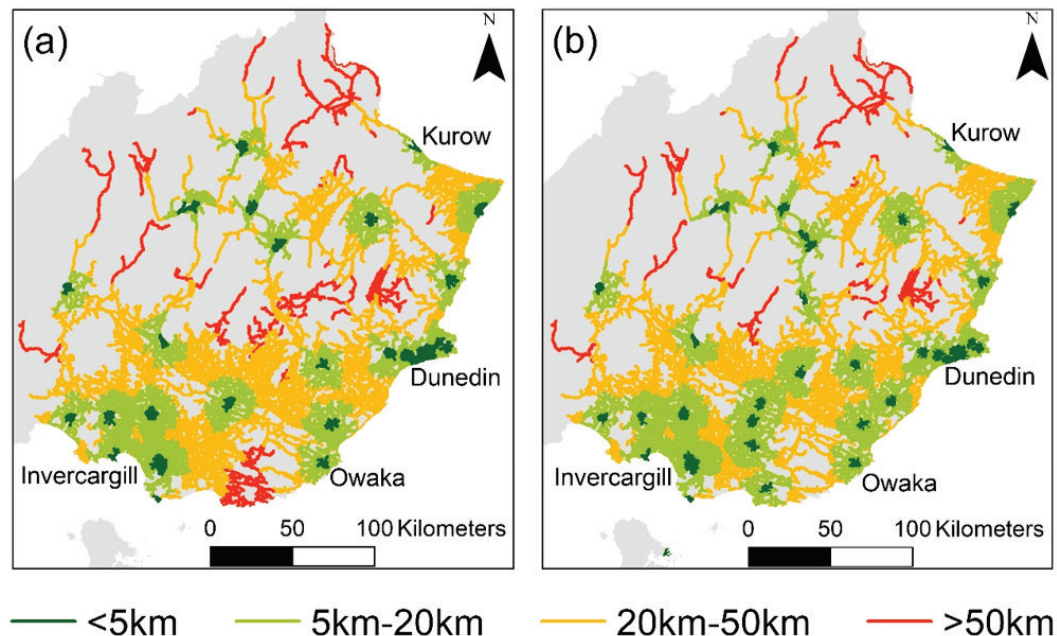 (a)
N
Kurow
Dunedin
Invercargill
Owaka
0 50 100 Kilometers
(b)
N
Kurow
Dunedin
Invercargill
Owaka
0 50 100 Kilometers
<5km 5km-20km 20km-50km >50km